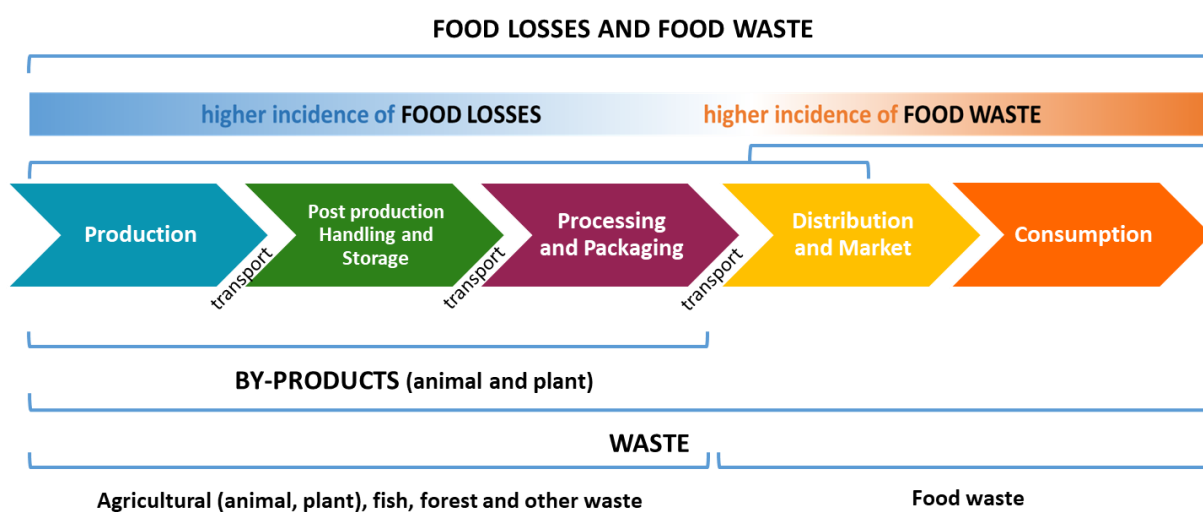 FOOD LOSSES AND FOOD WASTE
higher incidence of FOOD LOSSES
higher incidence of FOOD WASTE
Production
transport
Post production
Handling and
Storage
transport
Processing
and Packaging
transport
Distribution
and Market
Consumption
BY-PRODUCTS (animal and plant)
WASTE
Agricultural (animal, plant), fish, forest and other waste
Food waste